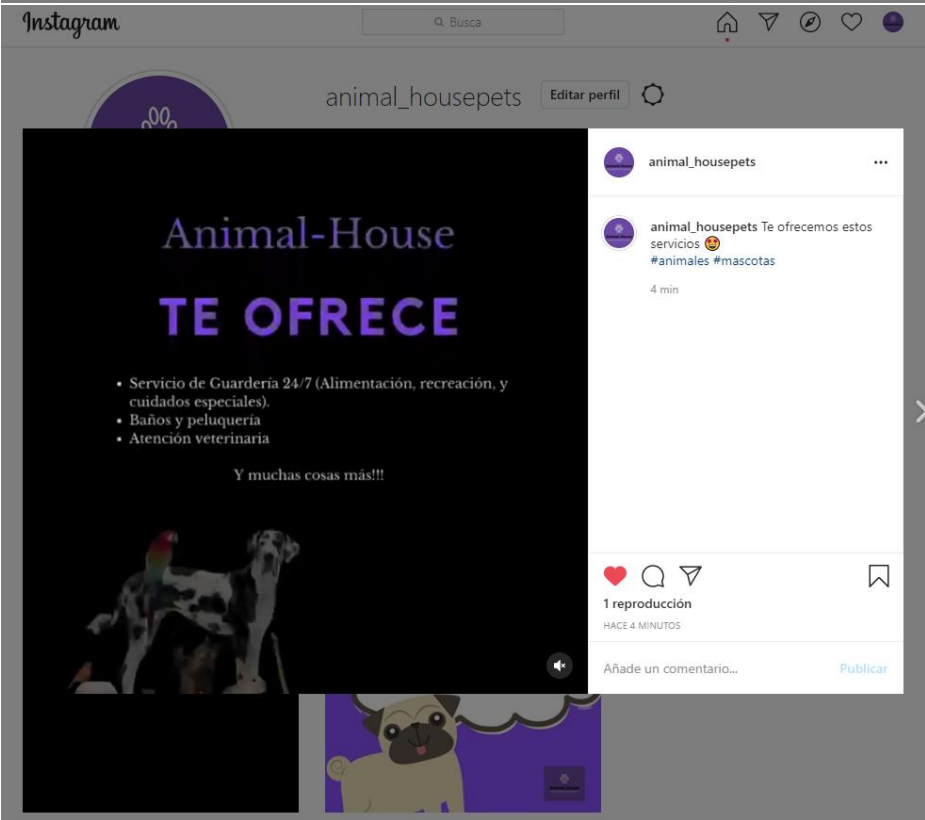 Instagram
Busca
animal_housepets
Editar perfil
Animal-House
TE OFRECE
• Servicio de Guardería 24/7 (Alimentación, recreación, y
cuidados especiales).
• Baños y peluquería
• Atención veterinaria
Y muchas cosas más!!!
animal_housepets
animal_housepets Te ofrecemos estos
servicios 🤩
#animales #mascotas
4 min
1 reproducción
HACE 4 MINUTOS
Añade un comentario...
Publicar